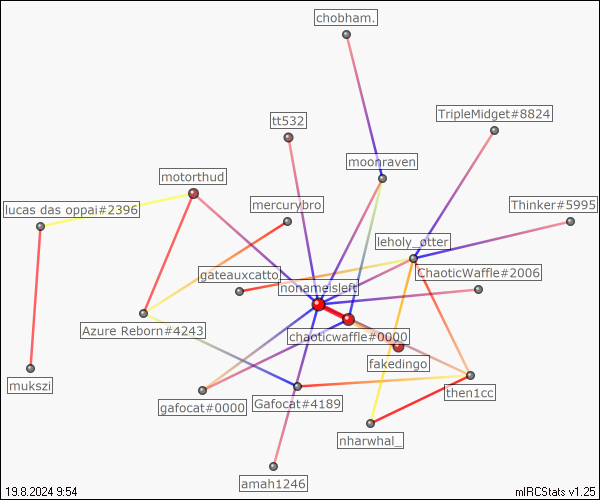 chobham.
TripleMidget#8824
tt532
moonraven
motorthud
mercurybro
Thinker#5995
lucas das oppai#2396
leholy_otter
gateauxcatto
ChaoticWaffle#2006
nonameisleft
Azure Reborn#4243
chaoticwaffle#0000
fakedingo
mukszi
then1cc
gafocat#0000
Gafocat#4189
nharwhal_
amah1246
19.8.2024 9:54
mIRCStats v1.25